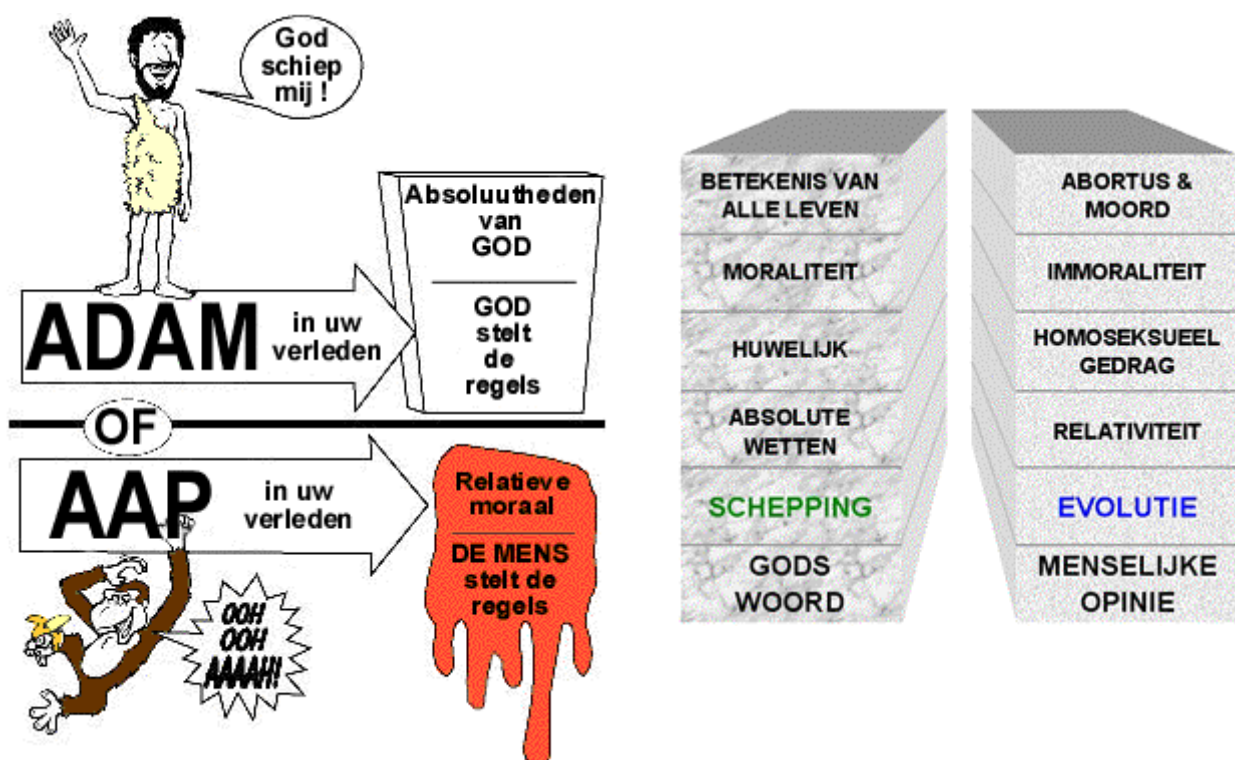 God
schiep
mij !
Absoluutheden
van
GOD
GOD
stelt
de
regels
ADAM
in uw
verleden
OF
AAP
in uw
verleden
Relatieve
moraal
DE MENS
stelt de
regels
OOH
OOH
AAAAH!
BETEKENIS VAN
ALLE LEVEN
MORALITEIT
HUWELIJK
ABSOLUTE
WETTEN
SCHEPPING
GODS
WOORD
ABORTUS &
MOORD
IMMORALITEIT
HOMOSEKSUEEL
GEDRAG
RELATIVITEIT
EVOLUTIE
MENSELIJKE
OPINIE